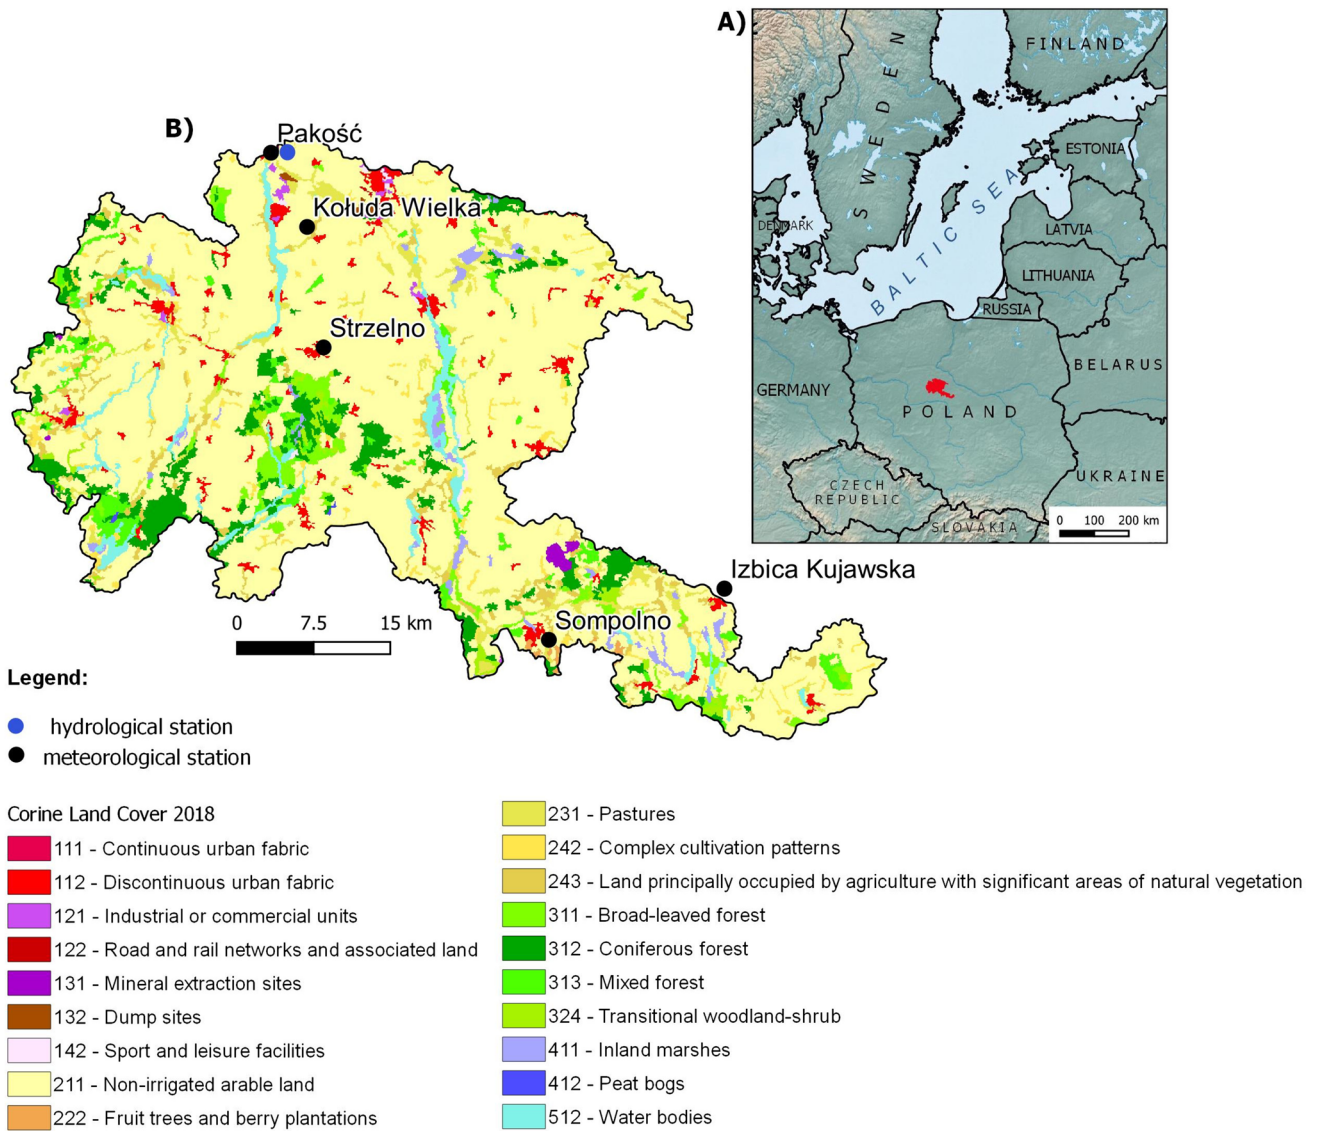 A)
FINLAND
SWEDEN
ESTONIA
BALTIC SEA
DENMARK
LATVIA
LITHUANIA
RUSSIA
BELARUS
GERMANY
POLAND
UKRAINE
CZECH
REPUBLIC
SLOVAKIA
0 100 200 km
B)
Pakość
Kołuda Wielka
Strzelno
Izbica Kujawska
Sompolno
0 7.5 15 km
Legend:
hydrological station
meteorological station
Corine Land Cover 2018
111 - Continuous urban fabric
112 - Discontinuous urban fabric
121 - Industrial or commercial units
122 - Road and rail networks and associated land
131 - Mineral extraction sites
132 - Dump sites
142 - Sport and leisure facilities
211 - Non-irrigated arable land
222 - Fruit trees and berry plantations
231 - Pastures
242 - Complex cultivation patterns
243 - Land principally occupied by agriculture with significant areas of natural vegetation
311 - Broad-leaved forest
312 - Coniferous forest
313 - Mixed forest
324 - Transitional woodland-shrub
411 - Inland marshes
412 - Peat bogs
512 - Water bodies